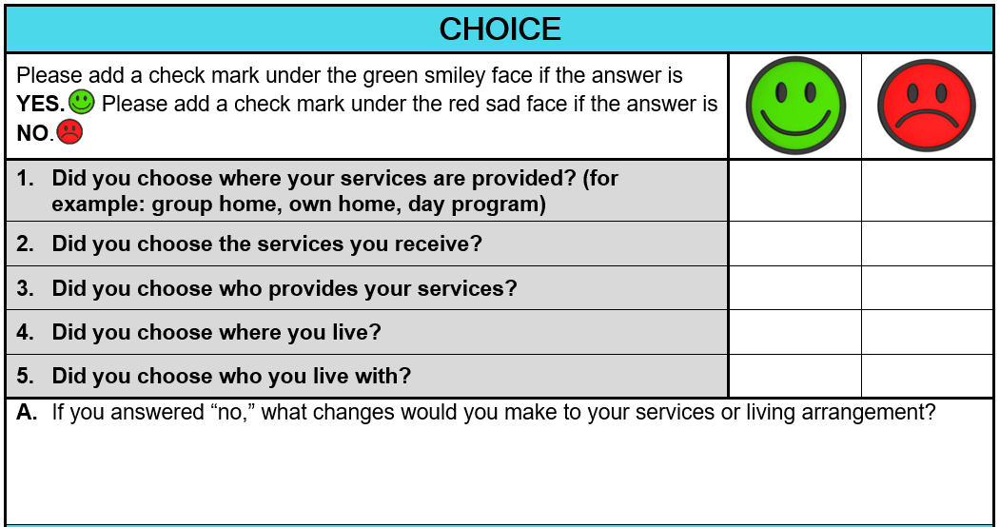 CHOICE
Please add a check mark under the green smiley face if the answer is
YES. Please add a check mark under the red sad face if the answer is
NO.
1. Did you choose where your services are provided? (for
example: group home, own home, day program)
2. Did you choose the services you receive?
3. Did you choose who provides your services?
4. Did you choose where you live?
5. Did you choose who you live with?
A. If you answered “no,” what changes would you make to your services or living arrangement?